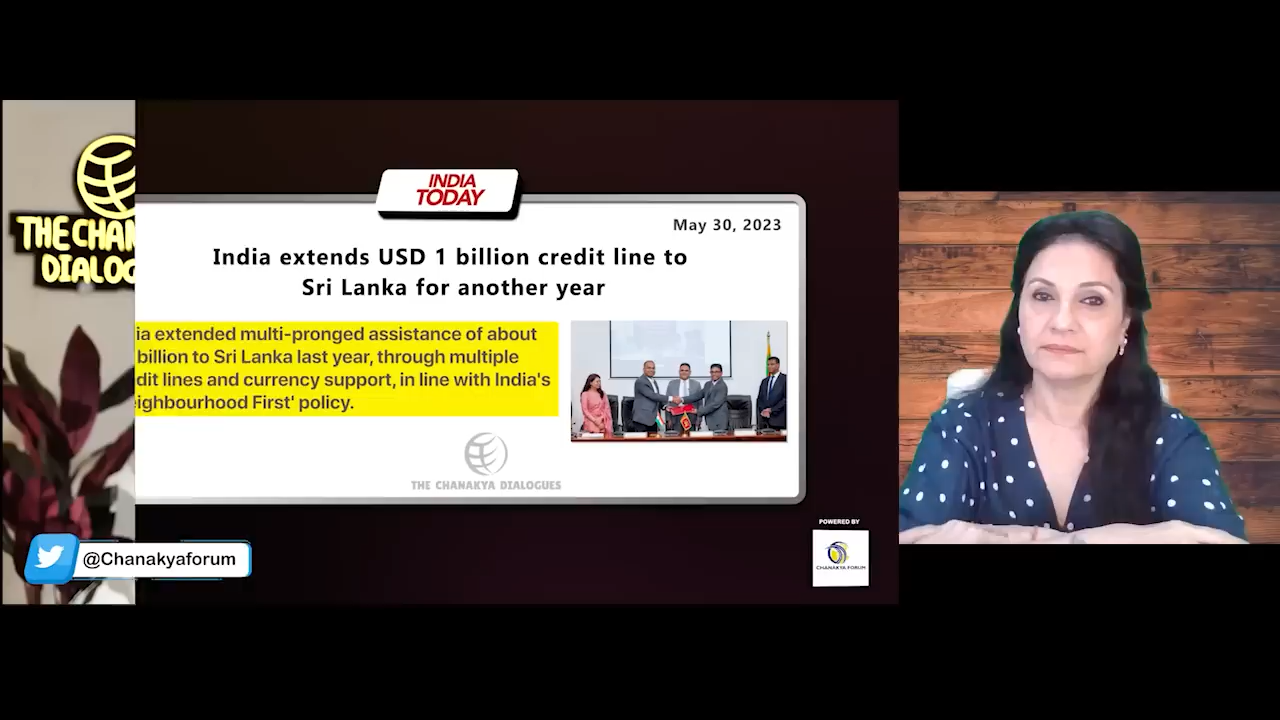 THE CHAN
DIALOG
INDIA
TODAY
May 30, 2023
India extends USD 1 billion credit line to
Sri Lanka for another year
ia extended multi-pronged assistance of about
billion to Sri Lanka last year, through multiple
dit lines and currency support, in line with India's
eighbourhood First' policy.
THE CHANAKYA DIALOGUES
@Chanakyaforum
POWERED BY
CHANAKYA FORUM